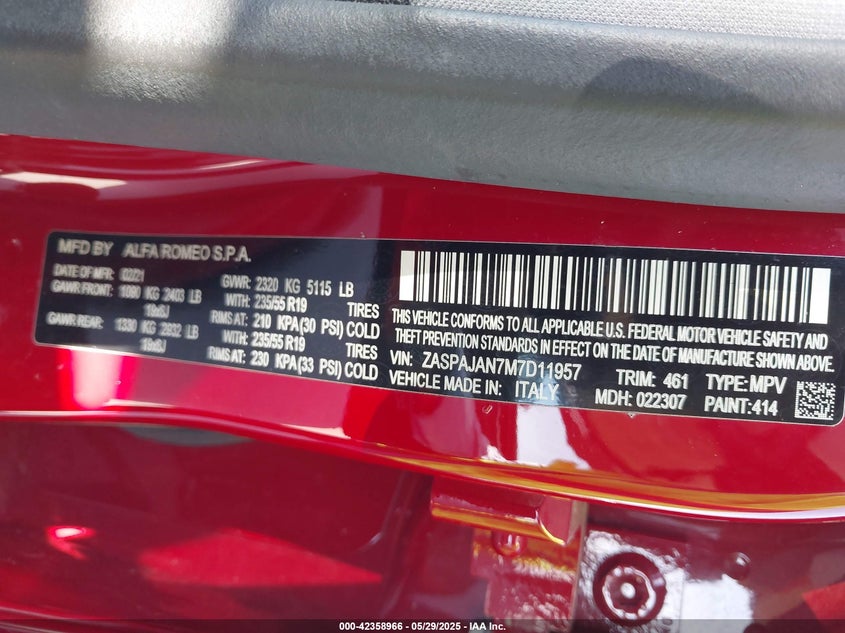 MFD BY ALFA ROMEO S.P.A.
DATE OF MFR: 02/21
GAWR FRONT: 1090 KG 2403 LB
19x8J
GAWR REAR: 1330 KG 2932 LB
19x8J
GVWR: 2320 KG 5115 LB
WITH: 235/55 R19 TIRES
RIMS AT: 210 KPA(30 PSI) COLD
WITH: 235/55 R19 TIRES
RIMS AT: 230 KPA(33 PSI) COLD
THIS VEHICLE CONFORMS TO ALL APPLICABLE U.S. FEDERAL MOTOR VEHICLE SAFETY AND
THEFT PREVENTION STANDARDS IN EFFECT ON THE DATE OF MANUFACTURE SHOWN ABOVE.
VIN: ZASPAJAN7M7D11957 TRIM: 461 TYPE: MPV
VEHICLE MADE IN: ITALY MDH: 022307 PAINT:414
000-42358966 - 05/29/2025 - IAA Inc.